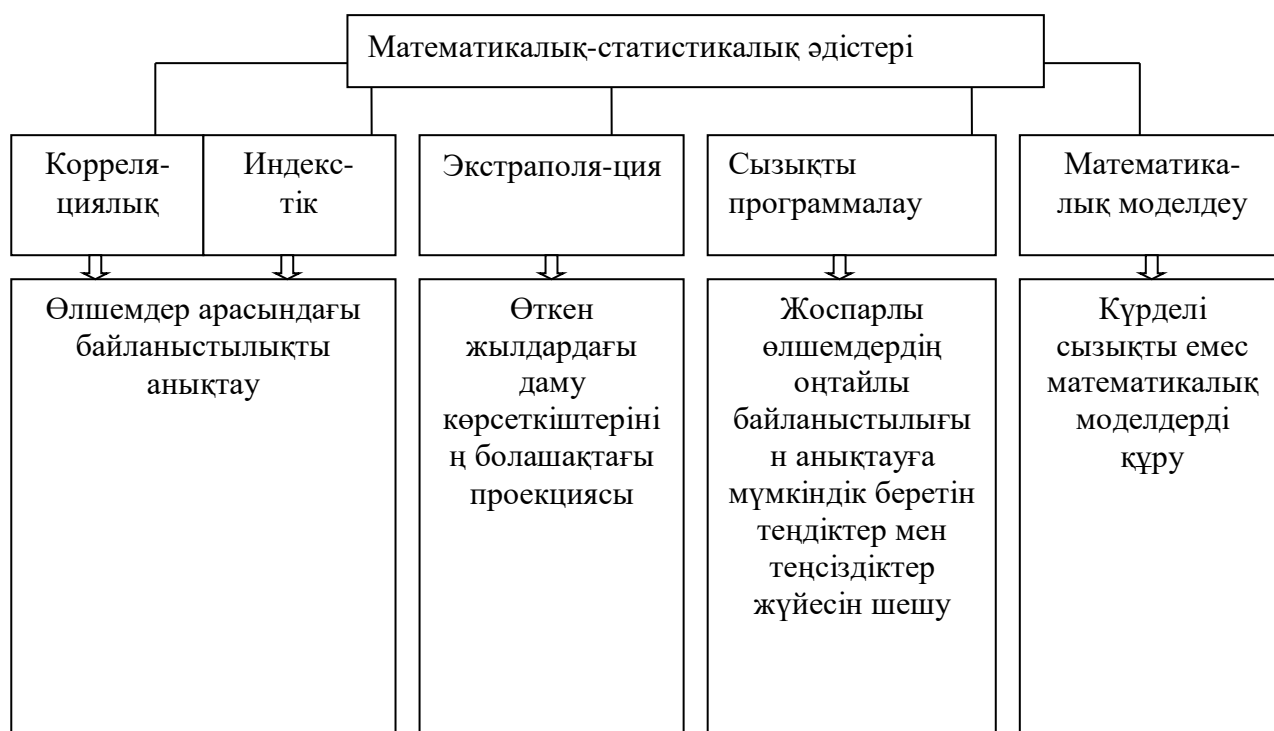 Математикалық-статистикалық әдістері
Корреля-
циялық
Индекс-
тік
Экстраполя-ция
Сызықты
программалау
Математика-
лық моделдеу
Өлшемдер арасындағы
байланыстылықты
анықтау
Өткен
жылдардағы
даму
көрсеткіштеріні
ң болашақтағы
проекциясы
Жоспарлы
өлшемдердің
оңтайлы
байланыстылығы
н анықтауға
мүмкіндік беретін
теңдіктер мен
теңсіздіктер
жүйесін шешу
Күрделі
сызықты емес
математикалық
моделдерді
құру